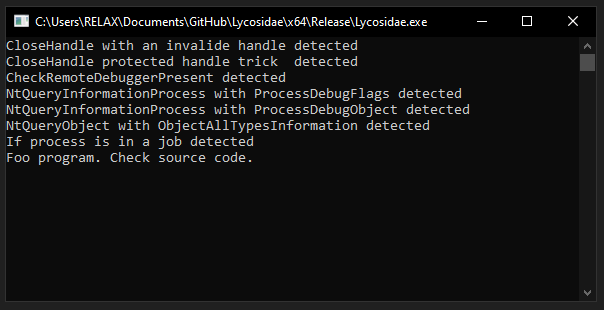 C:\Users\RELAX\Documents\GitHub\Lycosidae\x64\Release\Lycosidae.exe
CloseHandle with an invalide handle detected
CloseHandle protected handle trick  detected
CheckRemoteDebuggerPresent detected
NtQueryInformationProcess with ProcessDebugFlags detected
NtQueryInformationProcess with ProcessDebugObject detected
NtQueryObject with ObjectAllTypesInformation detected
If process is in a job detected
Foo program. Check source code.